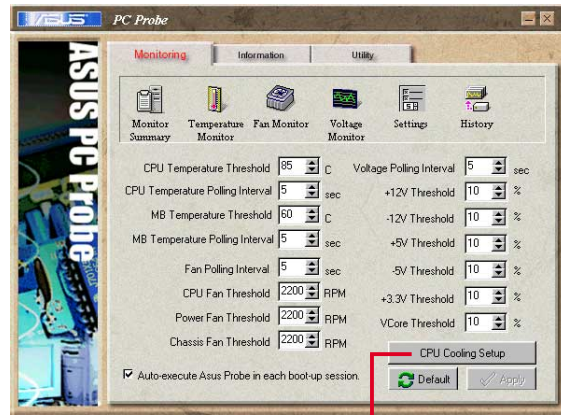 ASUS PC Probe
ASUS PC Probe
Monitoring Information Utility
Monitor Summary
Temperature Monitor
Fan Monitor
Voltage Monitor
Settings
History
CPU Temperature Threshold 85 C
CPU Temperature Polling Interval 5 sec
MB Temperature Threshold 60 C
MB Temperature Polling Interval 5 sec
Fan Polling Interval 5 sec
CPU Fan Threshold 2200 RPM
Power Fan Threshold 2200 RPM
Chassis Fan Threshold 2200 RPM
Voltage Polling Interval 5 sec
+12V Threshold 10 %
-12V Threshold 10 %
+5V Threshold 10 %
-5V Threshold 10 %
+3.3V Threshold 10 %
VCore Threshold 10 %
CPU Cooling Setup
Auto-execute Asus Probe in each boot-up session.
Default Apply